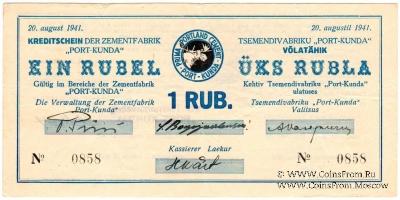 20. august 1941.
KREDITSCHEIN DER ZEMENTFABRIK
„PORT-KUNDA"
EIN RUBEL
Gültig im Bereiche der Zementfabrik
„Port-Kunda"
Die Verwaltung der Zementfabrik
„Port-Kunda"
PRIMA PORTLAND CEMENT
PORT-KUNDA
1 RUB.
20. augustil 1941.
TSEMENDIVABRIKU „PORT-KUNDA"
VÕLATÄHIK
ÜKS RUBLA
Kehtiv Tsemendivabriku „Port-Kunda"
ulatuses
Tsemendivabriku „Port-Kunda"
Valitsus
Kassierer Laekur
№ 0858
№ 0858
© www.CoinsFrom.Ru
© www.CoinsFromMoscow.Ru